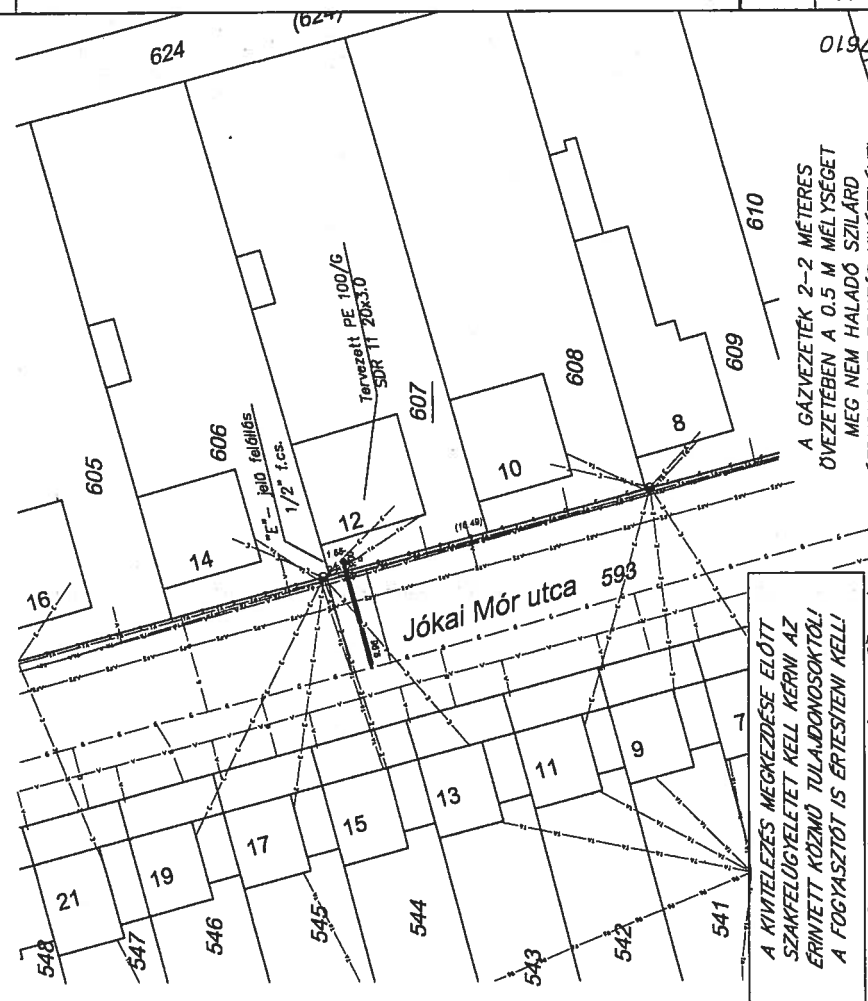 (624)
624
7610
A GÁZVEZETÉK 2-2 MÉTERES
ÖVEZETÉBEN A 0.5 M MÉLYSÉGET
MEG NEM HALADÓ SZILÁRD
605
606
607
608
609
610
"E"- jelű felállás
1/2" f.cs.
Tervezett PE 100/G
SDR 11 20x3.0
16
14
12
10
8
1.65
(16.49)
Jókai Mór utca 593
21
19
17
15
13
11
9
7
548
547
546
545
544
543
542
541
A KIVITELEZÉS MEGKEZDÉSE ELŐTT
SZAKFELÜGYELETET KELL KÉRNI AZ
ÉRINTETT KÖZMŰ TULAJDONOSOKTÓL!
A FOGYASZTÓT IS ÉRTESÍTENI KELL!